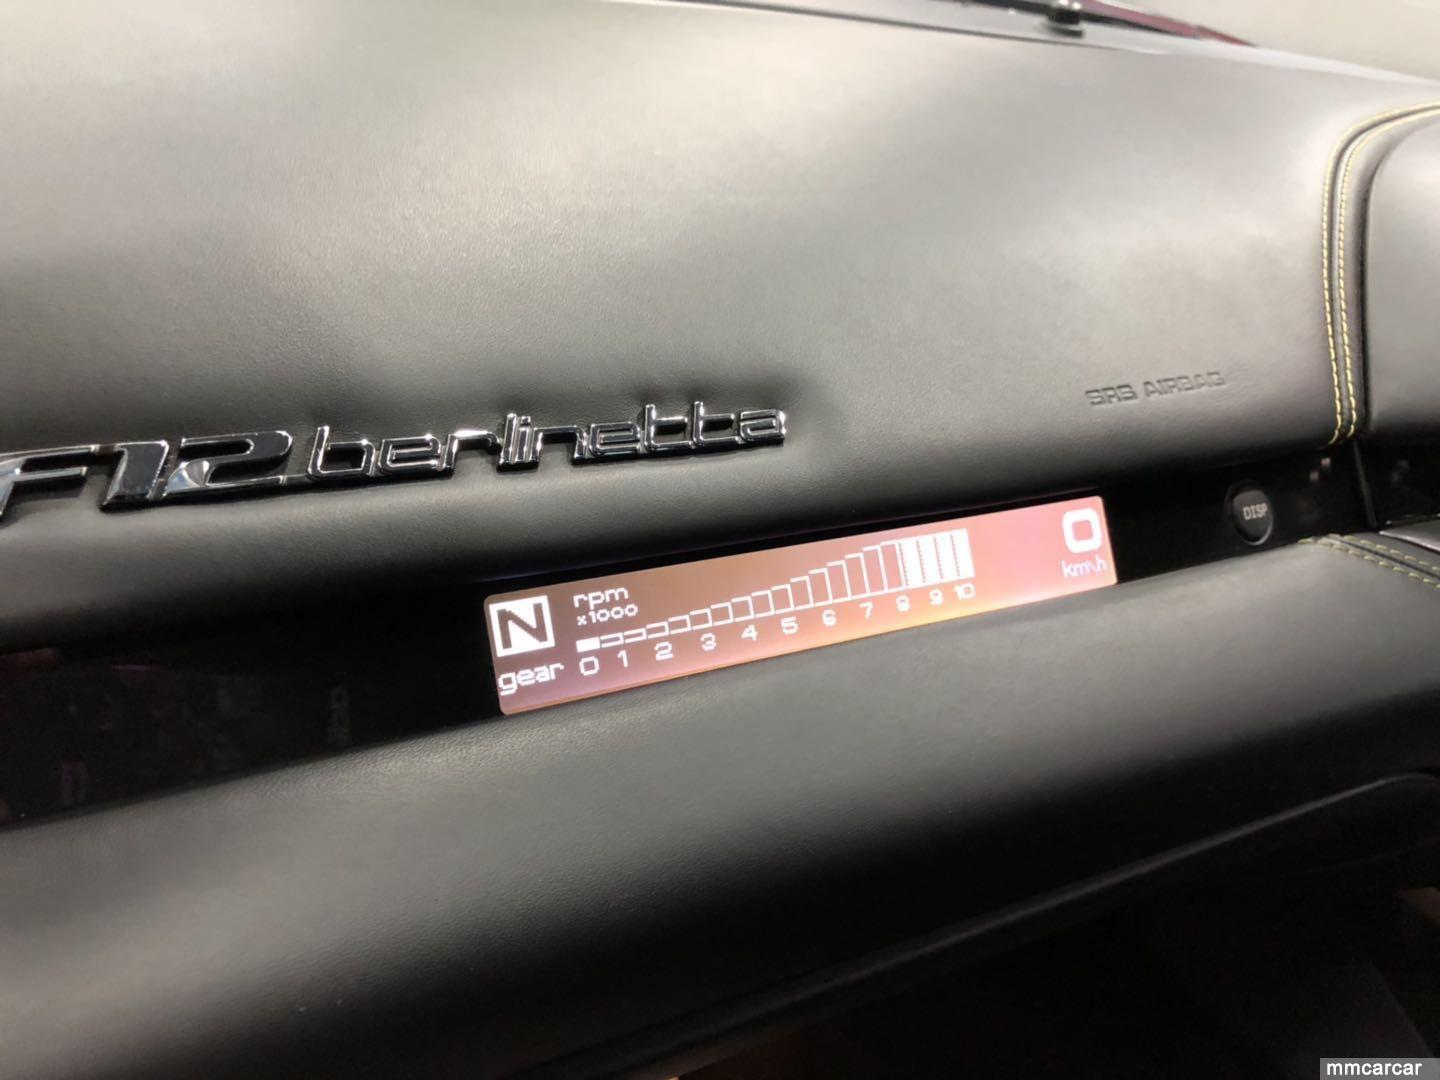 F12berlinetta
SRS AIRBAG
DISP
N
gear
rpm
x1000
0 1 2 3 4 5 6 7 8 9 10
0
km\h
mmcarcar